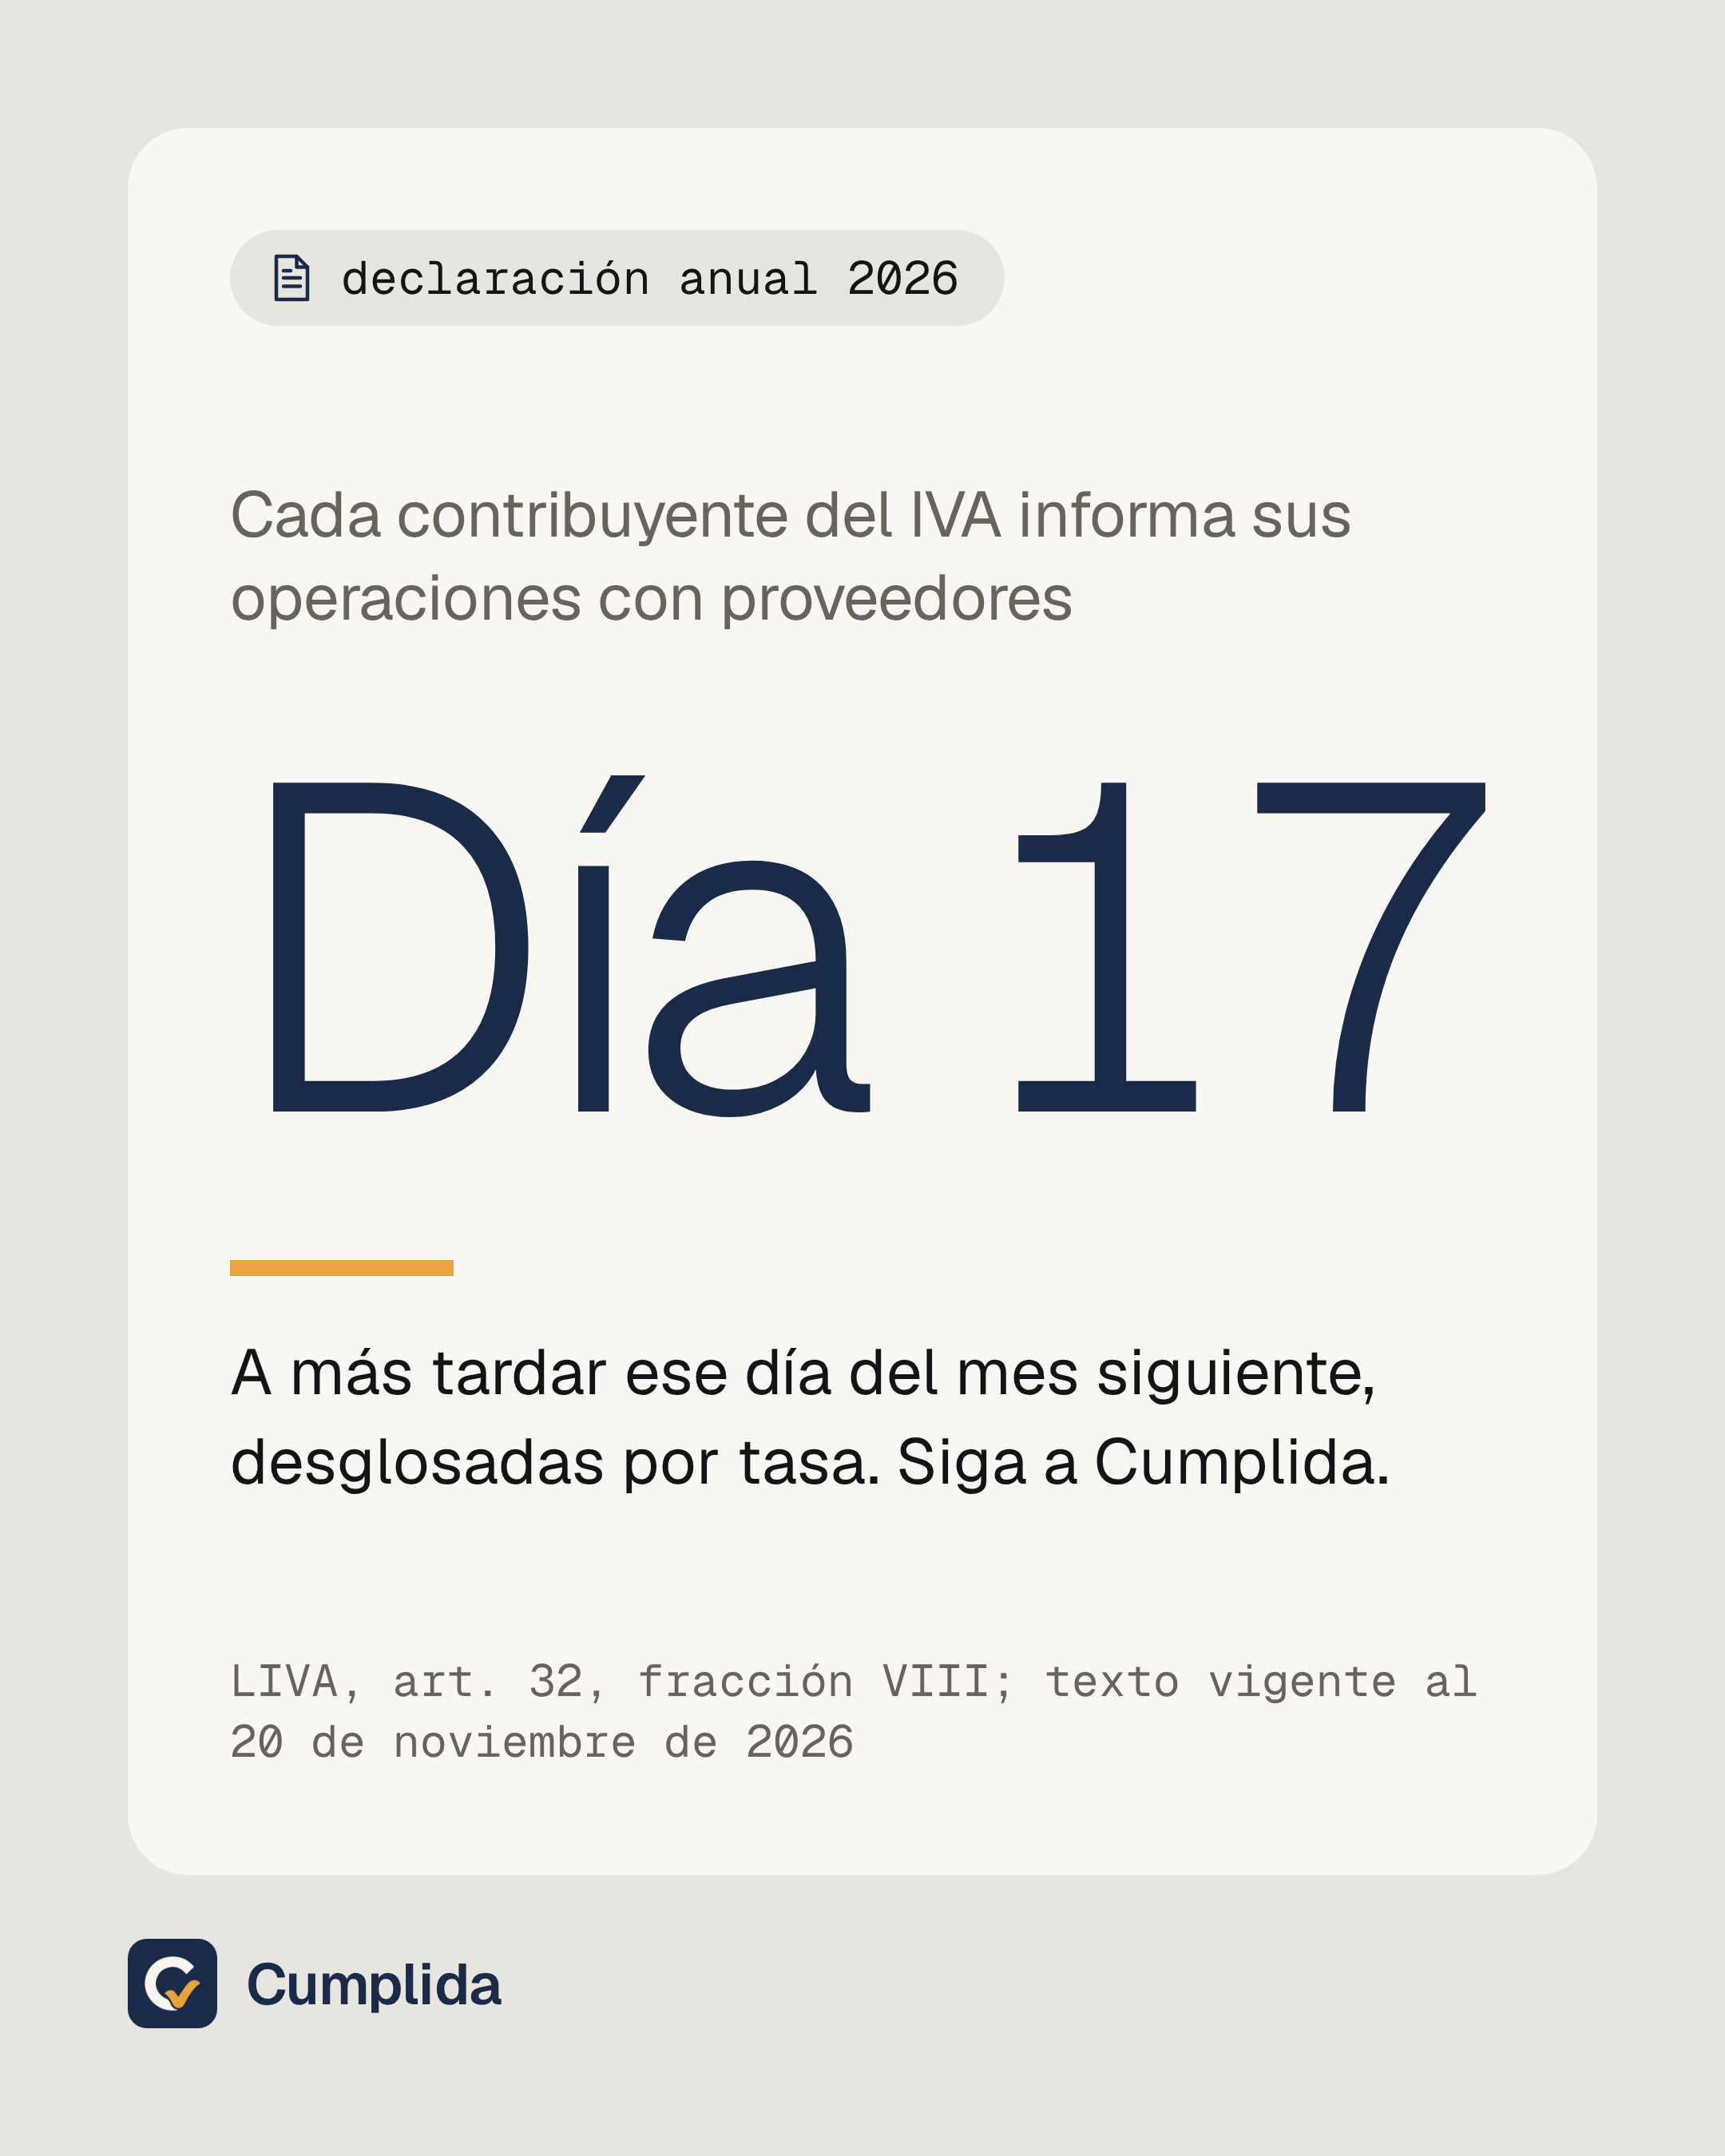 declaración anual 2026
Cada contribuyente del IVA informa sus
operaciones con proveedores
Día 17
A más tardar ese día del mes siguiente,
desglosadas por tasa. Siga a Cumplida.
LIVA, art. 32, fracción VIII; texto vigente al
20 de noviembre de 2026
Cumplida